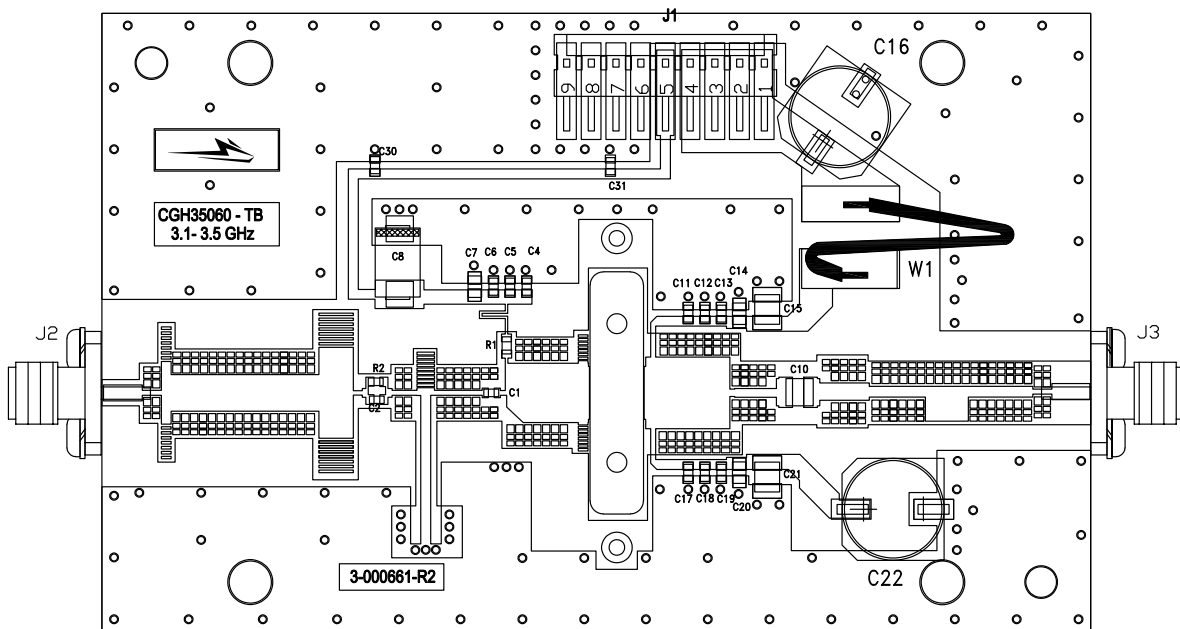 J1
C16
9 8 7 6 5 4 3 2 1
C30
C31
CGH35060 - TB
3.1- 3.5 GHz
C8
C7 C6 C5 C4
W1
C11 C12 C13 C14
C15
J2
J3
R1
R2
C2
C1
C10
C17 C18 C19 C20
C21
C22
3-000661-R2